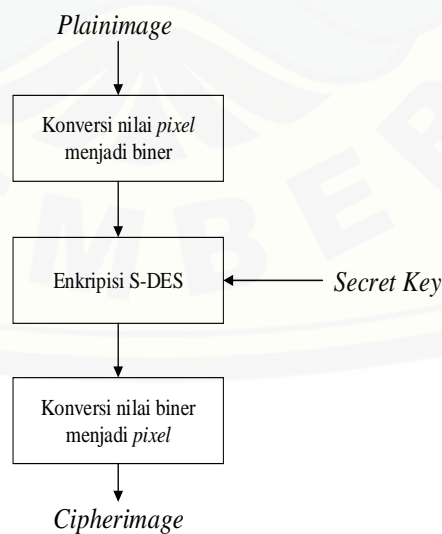 Plainimage
Konversi nilai pixel
menjadi biner
Enkripisi S-DES
Secret Key
Konversi nilai biner
menjadi pixel
Cipherimage